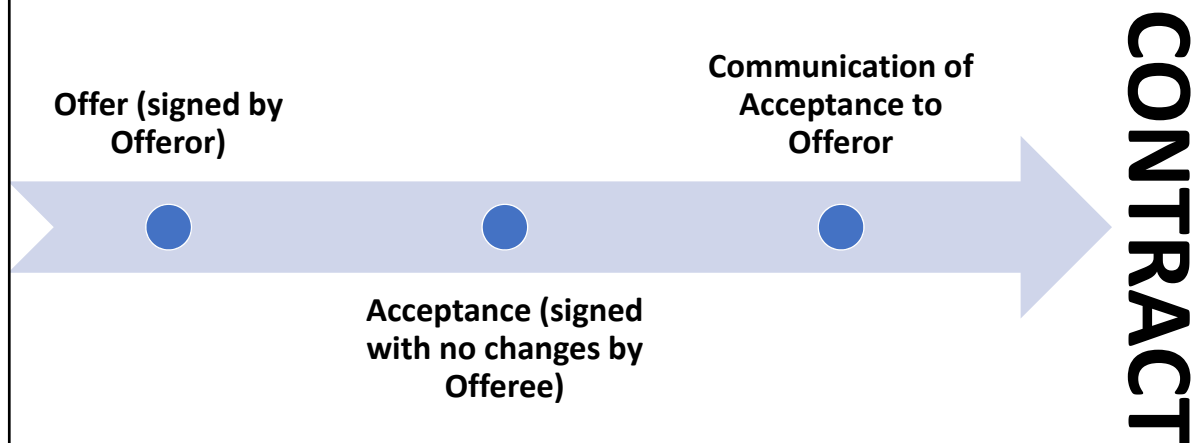 Offer (signed by
Offeror)
Acceptance (signed
with no changes by
Offeree)
Communication of
Acceptance to
Offeror
CONTRACT